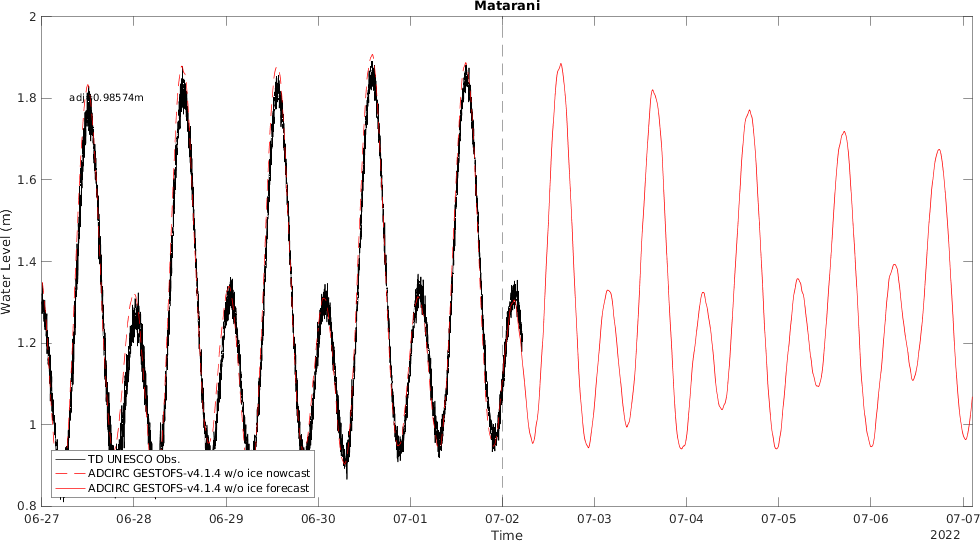 Matarani
2
1.8
1.6
1.4
1.2
1
0.8
Water Level (m)
adj=0.98574m
TD UNESCO Obs.
ADCIRC GESTOFS-v4.1.4 w/o ice nowcast
ADCIRC GESTOFS-v4.1.4 w/o ice forecast
06-27 06-28 06-29 06-30 07-01 07-02 07-03 07-04 07-05 07-06 07-07
Time
2022